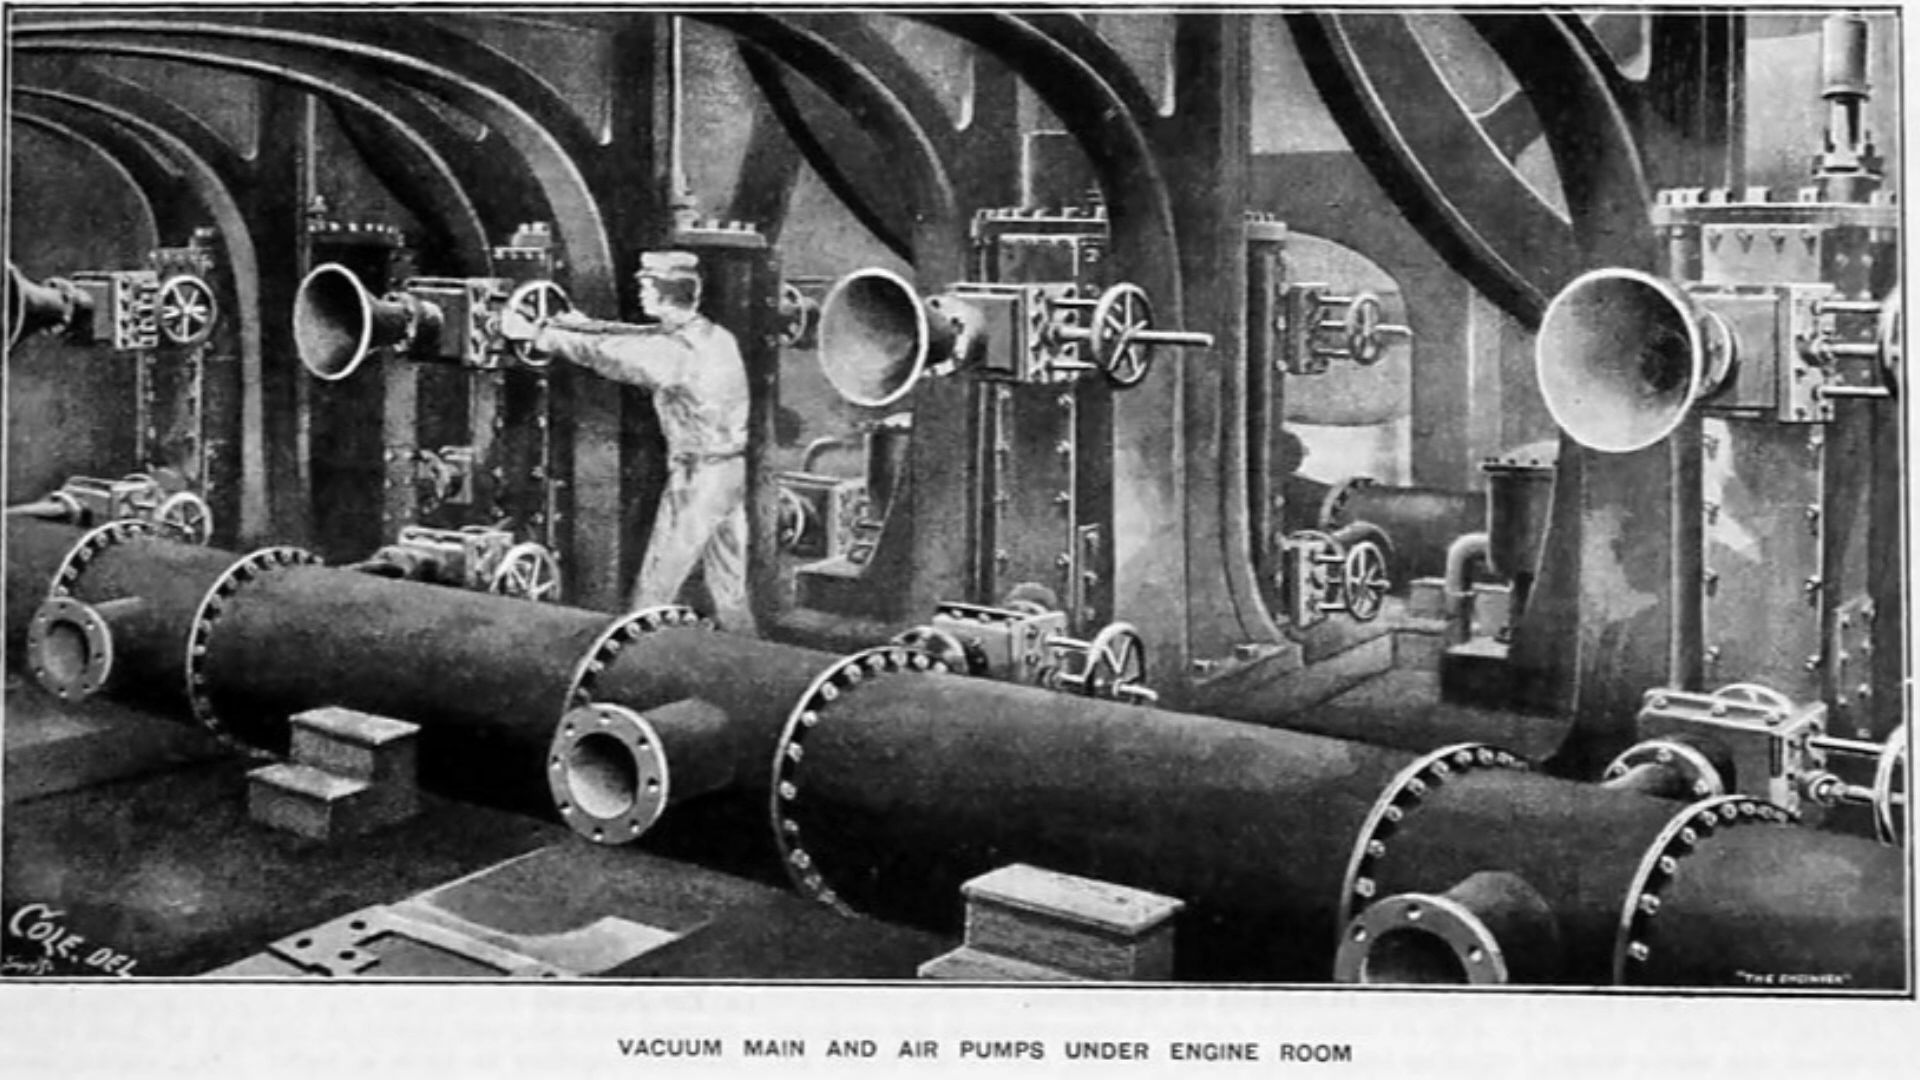 COLE. DEL
"THE ENGINEER"
VACUUM MAIN AND AIR PUMPS UNDER ENGINE ROOM